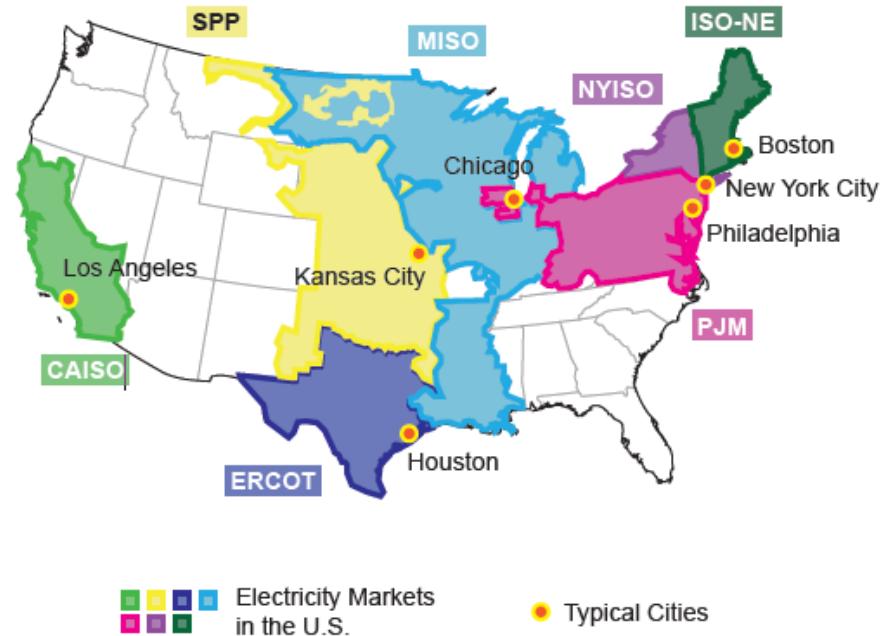 SPP
MISO
ISO-NE
NYISO
Boston
Chicago
New York City
Philadelphia
Los Angeles
Kansas City
PJM
CAISO
Houston
ERCOT
Electricity Markets
in the U.S.
Typical Cities